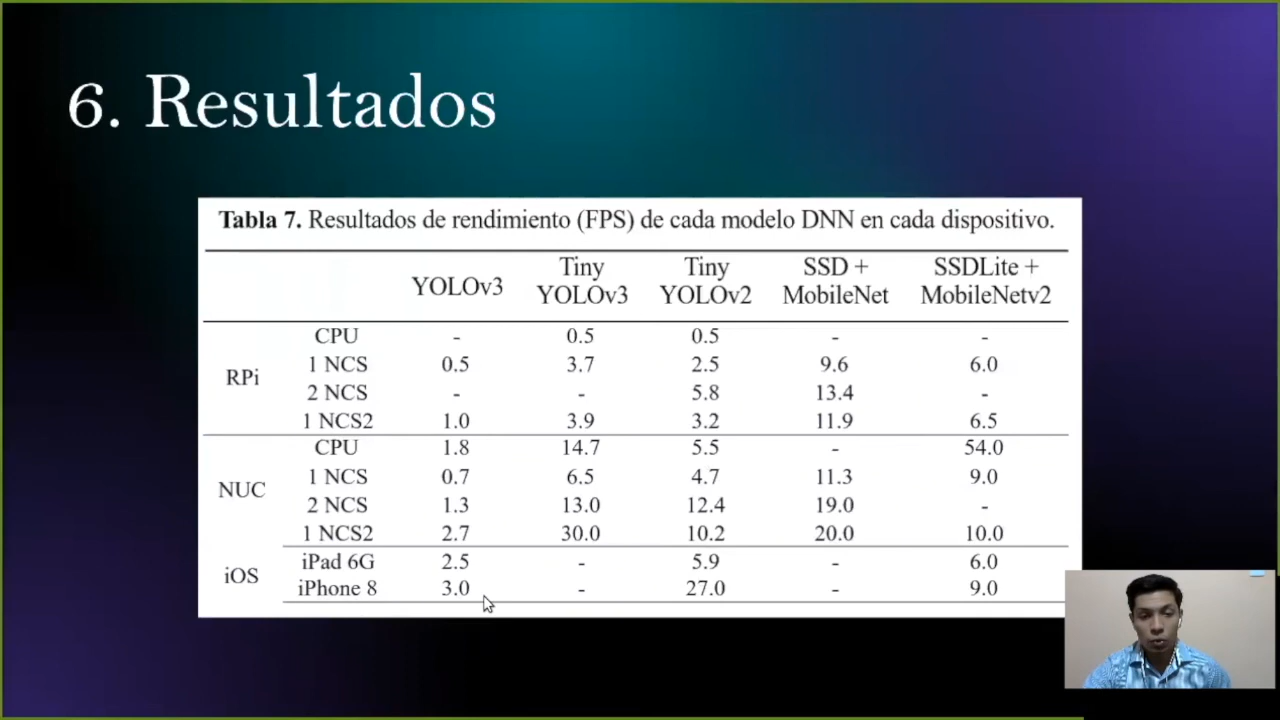 6. Resultados
Tabla 7. Resultados de rendimiento (FPS) de cada modelo DNN en cada dispositivo.
YOLOv3 Tiny YOLOv3 Tiny YOLOv2 SSD + MobileNet SSDLite + MobileNetv2
RPi
CPU - 0.5 0.5 - -
1 NCS 0.5 3.7 2.5 9.6 6.0
2 NCS - - 5.8 13.4 -
1 NCS2 1.0 3.9 3.2 11.9 6.5
NUC
CPU 1.8 14.7 5.5 - 54.0
1 NCS 0.7 6.5 4.7 11.3 9.0
2 NCS 1.3 13.0 12.4 19.0 -
1 NCS2 2.7 30.0 10.2 20.0 10.0
iOS
iPad 6G 2.5 - 5.9 - 6.0
iPhone 8 3.0 - 27.0 - 9.0